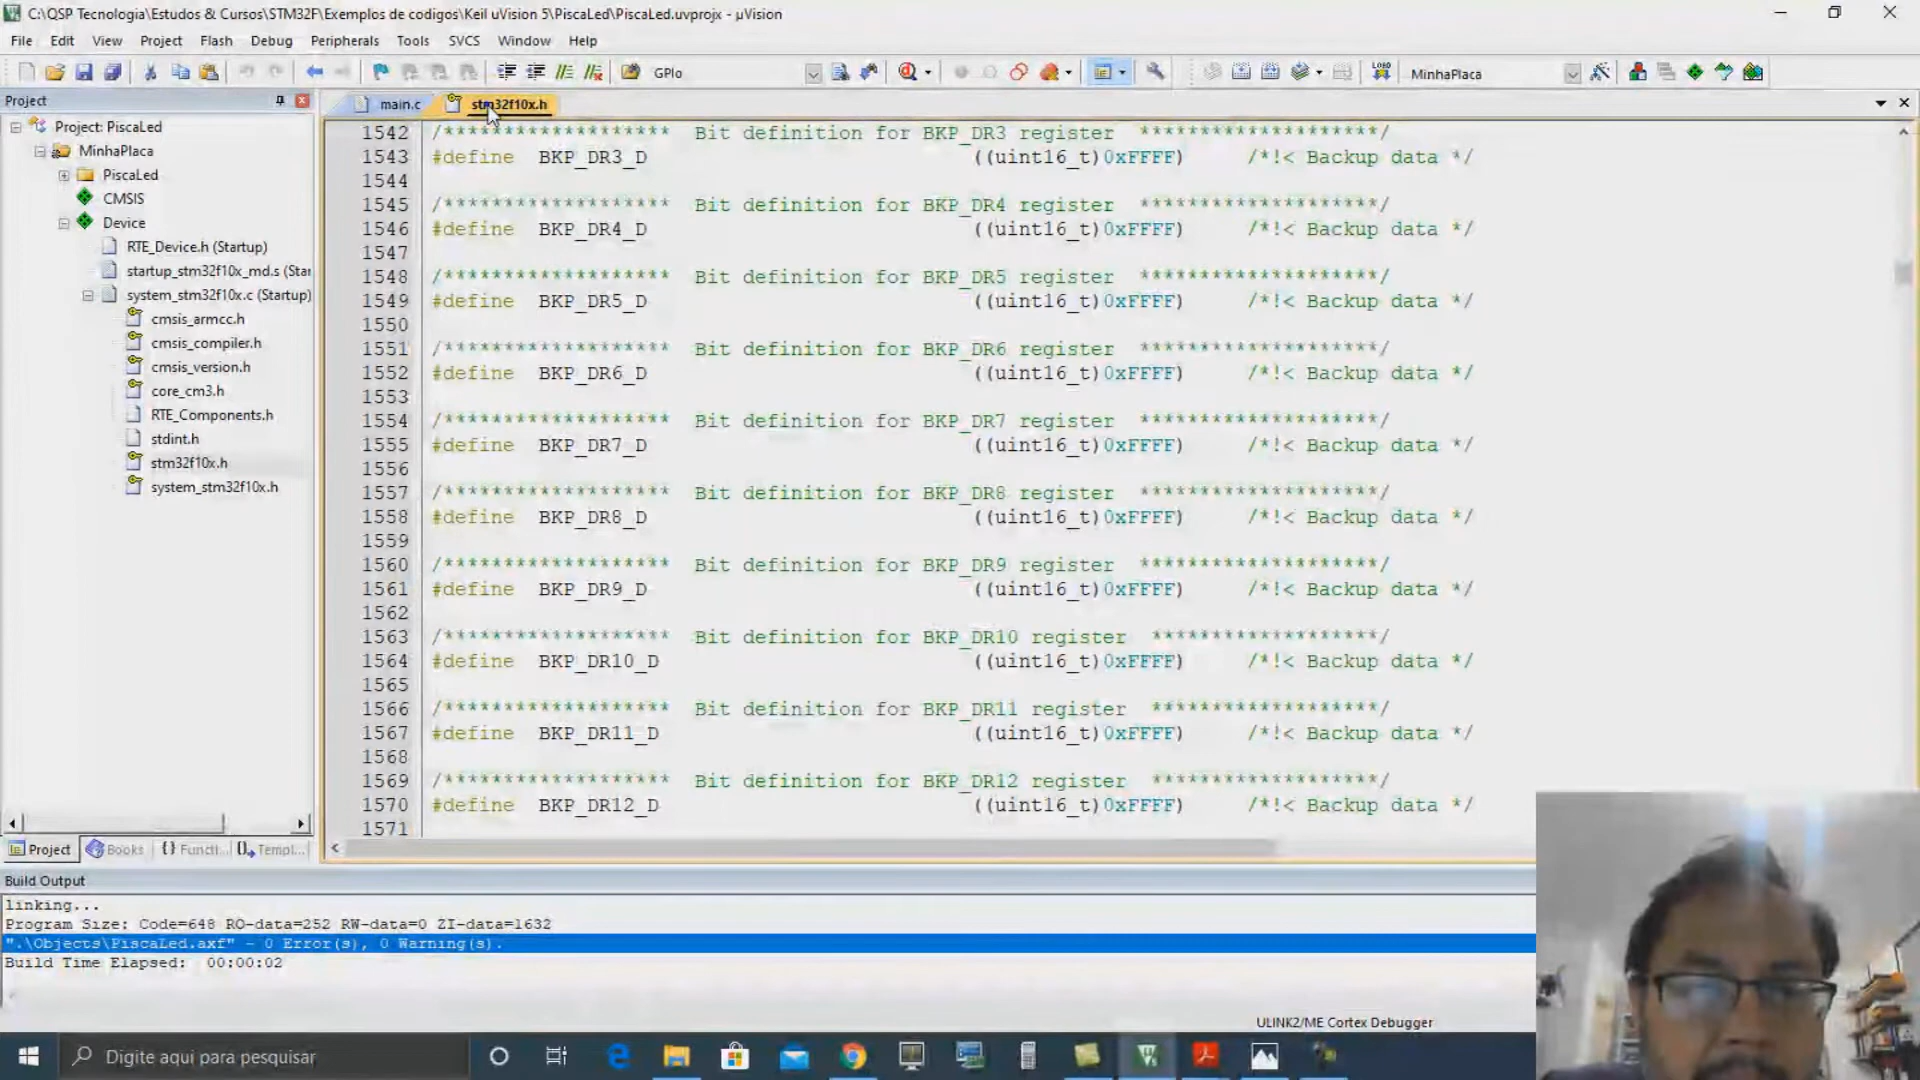 C:\QSP Tecnologia\Estudos & Cursos\STM32F\Exemplos de codigos\Keil uVision 5\PiscaLed\PiscaLed.uvprojx - µVision
File Edit View Project Flash Debug Peripherals Tools SVCS Window Help
GPIo
LOAD
MinhaPlaca
Project
Project: PiscaLed
MinhaPlaca
PiscaLed
CMSIS
Device
RTE_Device.h (Startup)
startup_stm32f10x_md.s (Star
system_stm32f10x.c (Startup)
cmsis_armcc.h
cmsis_compiler.h
cmsis_version.h
core_cm3.h
RTE_Components.h
stdint.h
stm32f10x.h
system_stm32f10x.h
Project Books {} Functi... Templ...
main.c stm32f10x.h
1542 /******************* Bit definition for BKP_DR3 register ********************/
1543 #define BKP_DR3_D ((uint16_t)0xFFFF) /*!< Backup data */
1544
1545 /******************* Bit definition for BKP_DR4 register ********************/
1546 #define BKP_DR4_D ((uint16_t)0xFFFF) /*!< Backup data */
1547
1548 /******************* Bit definition for BKP_DR5 register ********************/
1549 #define BKP_DR5_D ((uint16_t)0xFFFF) /*!< Backup data */
1550
1551 /******************* Bit definition for BKP_DR6 register ********************/
1552 #define BKP_DR6_D ((uint16_t)0xFFFF) /*!< Backup data */
1553
1554 /******************* Bit definition for BKP_DR7 register ********************/
1555 #define BKP_DR7_D ((uint16_t)0xFFFF) /*!< Backup data */
1556
1557 /******************* Bit definition for BKP_DR8 register ********************/
1558 #define BKP_DR8_D ((uint16_t)0xFFFF) /*!< Backup data */
1559
1560 /******************* Bit definition for BKP_DR9 register ********************/
1561 #define BKP_DR9_D ((uint16_t)0xFFFF) /*!< Backup data */
1562
1563 /******************* Bit definition for BKP_DR10 register *******************/
1564 #define BKP_DR10_D ((uint16_t)0xFFFF) /*!< Backup data */
1565
1566 /******************* Bit definition for BKP_DR11 register *******************/
1567 #define BKP_DR11_D ((uint16_t)0xFFFF) /*!< Backup data */
1568
1569 /******************* Bit definition for BKP_DR12 register *******************/
1570 #define BKP_DR12_D ((uint16_t)0xFFFF) /*!< Backup data */
1571
Build Output
linking...
Program Size: Code=648 RO-data=252 RW-data=0 ZI-data=1632
".\Objects\PiscaLed.axf" - 0 Error(s), 0 Warning(s).
Build Time Elapsed: 00:00:02
ULINK2/ME Cortex Debugger
Digite aqui para pesquisar